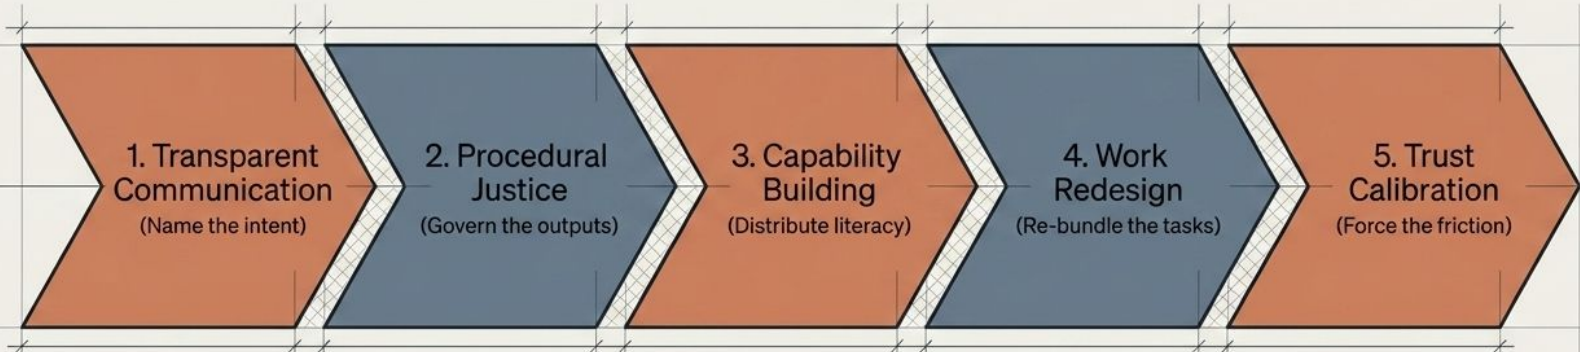 1. Transparent
Communication
(Name the intent)
2. Procedural
Justice
(Govern the outputs)
3. Capability
Building
(Distribute literacy)
4. Work
Redesign
(Re-bundle the tasks)
5. Trust
Calibration
(Force the friction)